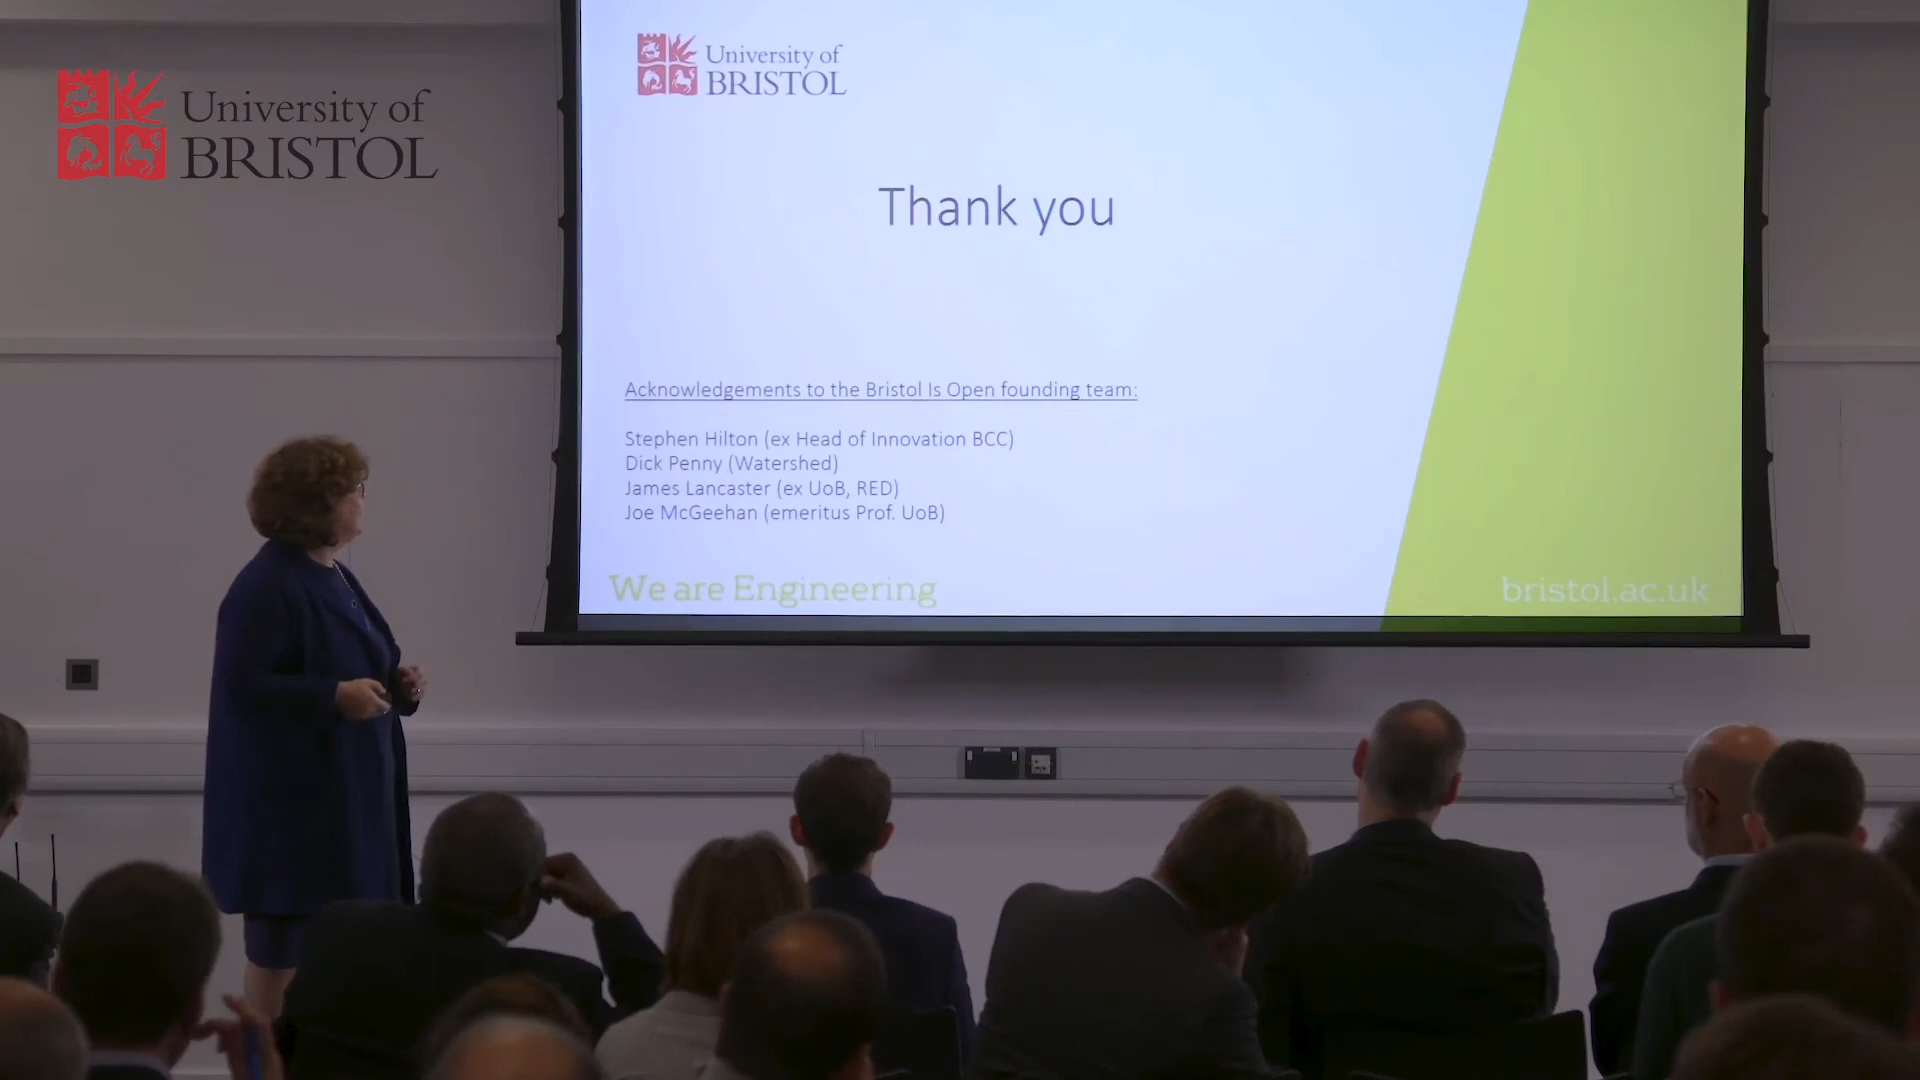 University of
BRISTOL
University of
BRISTOL
Thank you
Acknowledgements to the Bristol Is Open founding team:
Stephen Hilton (ex Head of Innovation BCC)
Dick Penny (Watershed)
James Lancaster (ex UoB, RED)
Joe McGeehan (emeritus Prof. UoB)
We are Engineering
bristol.ac.uk